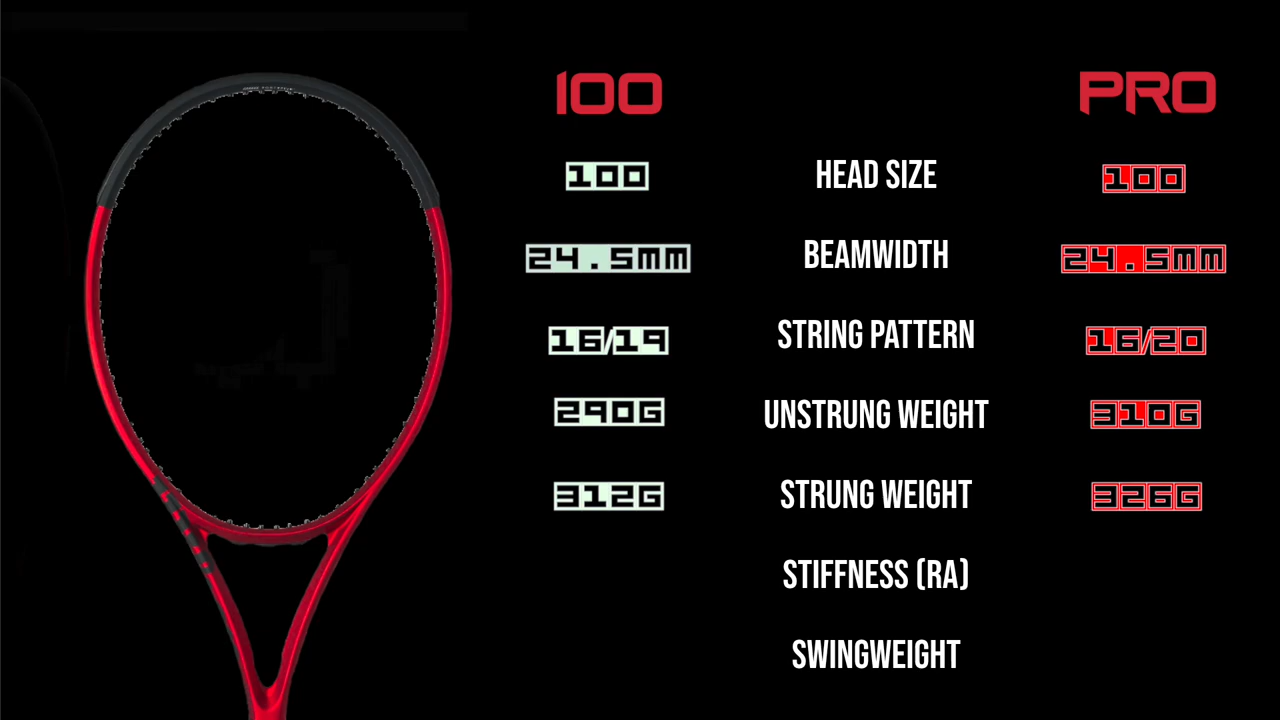 100 PRO
100 HEAD SIZE 100
24.5MM BEAMWIDTH 24.5MM
16/19 STRING PATTERN 16/20
290G UNSTRUNG WEIGHT 310G
312G STRUNG WEIGHT 326G
STIFFNESS (RA)
SWINGWEIGHT